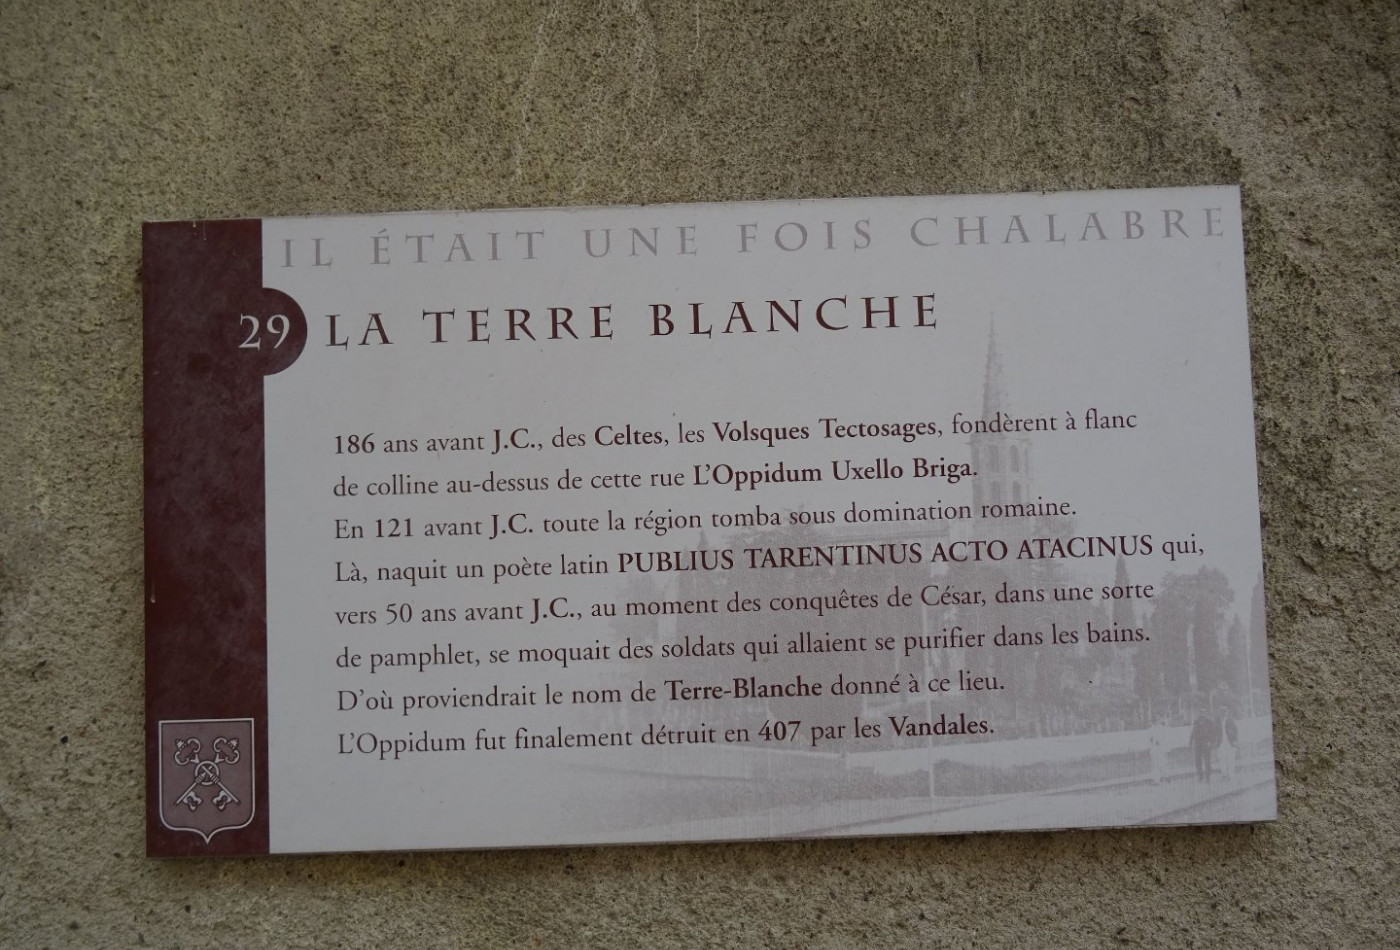 IL ÉTAIT UNE FOIS CHALABRE
29 LA TERRE BLANCHE
186 ans avant J.C., des Celtes, les Volsques Tectosages, fondèrent à flanc
de colline au-dessus de cette rue L'Oppidum Uxello Briga.
En 121 avant J.C. toute la région tomba sous domination romaine.
Là, naquit un poète latin PUBLIUS TARENTINUS ACTO ATACINUS qui,
vers 50 ans avant J.C., au moment des conquêtes de César, dans une sorte
de pamphlet, se moquait des soldats qui allaient se purifier dans les bains.
D'où proviendrait le nom de Terre-Blanche donné à ce lieu.
L'Oppidum fut finalement détruit en 407 par les Vandales.